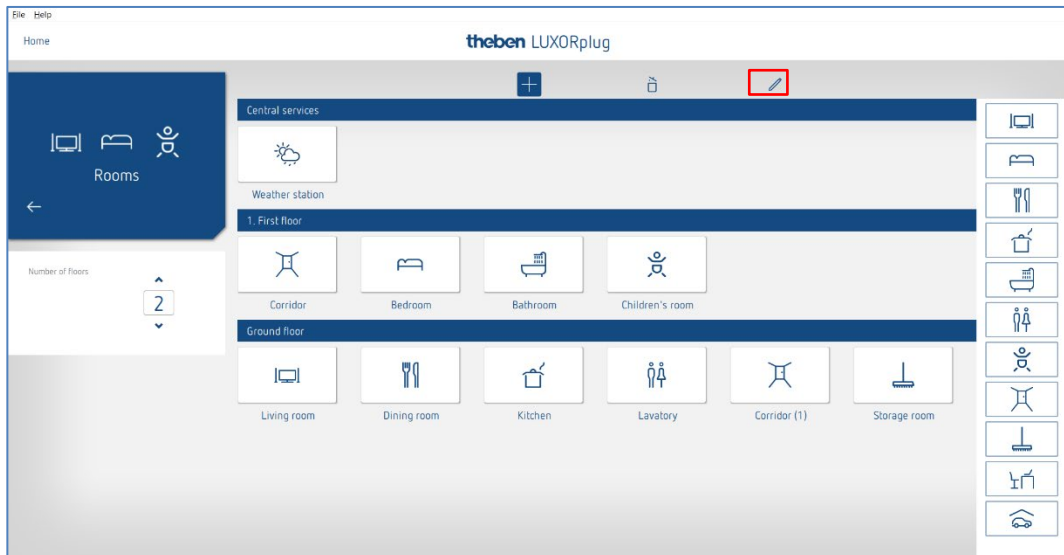 File Help
Home
theben LUXORplug
Rooms
Number of floors
2
Central services
Weather station
1. First floor
Corridor
Bedroom
Bathroom
Children's room
Ground floor
Living room
Dining room
Kitchen
Lavatory
Corridor (1)
Storage room